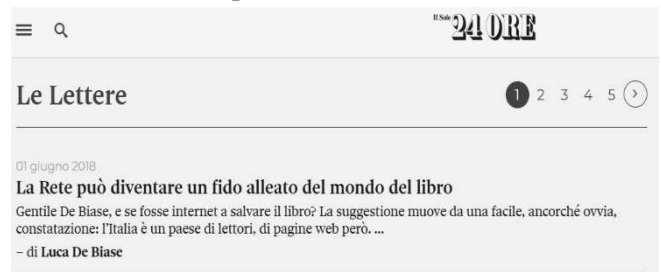 Il Sole 24 ORE
Le Lettere 1 2 3 4 5
01 giugno 2018
La Rete può diventare un fido alleato del mondo del libro
Gentile De Biase, e se fosse internet a salvare il libro? La suggestione muove da una facile, ancorché ovvia,
constatazione: l'Italia è un paese di lettori, di pagine web però. ...
– di Luca De Biase